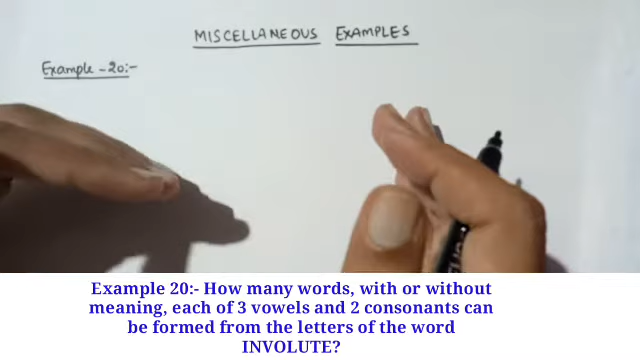 MISCELLANEOUS EXAMPLES
Example - 20:-
Example 20:- How many words, with or without
meaning, each of 3 vowels and 2 consonants can
be formed from the letters of the word
INVOLUTE?